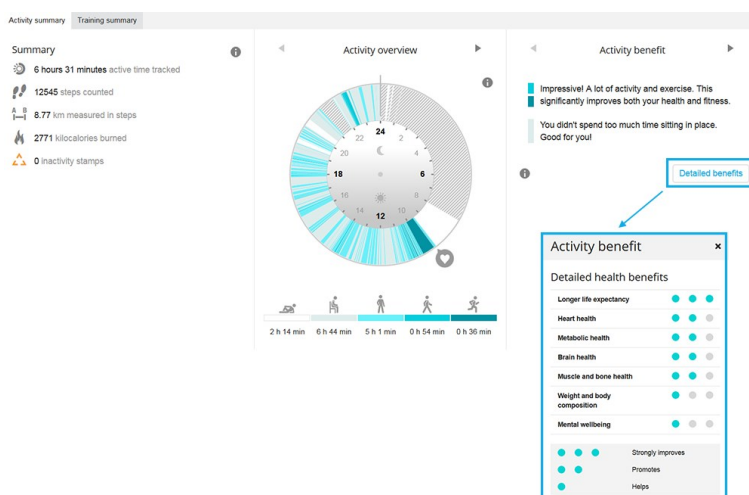 Activity summary
Training summary
Summary
6 hours 31 minutes active time tracked
12545 steps counted
A B
8.77 km measured in steps
2771 kilocalories burned
0 inactivity stamps
Activity overview
24
22
2
20
4
18
6
16
8
14
10
12
2 h 14 min
6 h 44 min
5 h 1 min
0 h 54 min
0 h 36 min
Activity benefit
Impressive! A lot of activity and exercise. This
significantly improves both your health and fitness.
You didn't spend too much time sitting in place.
Good for you!
Detailed benefits
Activity benefit
×
Detailed health benefits
Longer life expectancy
Heart health
Metabolic health
Brain health
Muscle and bone health
Weight and body
composition
Mental wellbeing
Strongly improves
Promotes
Helps